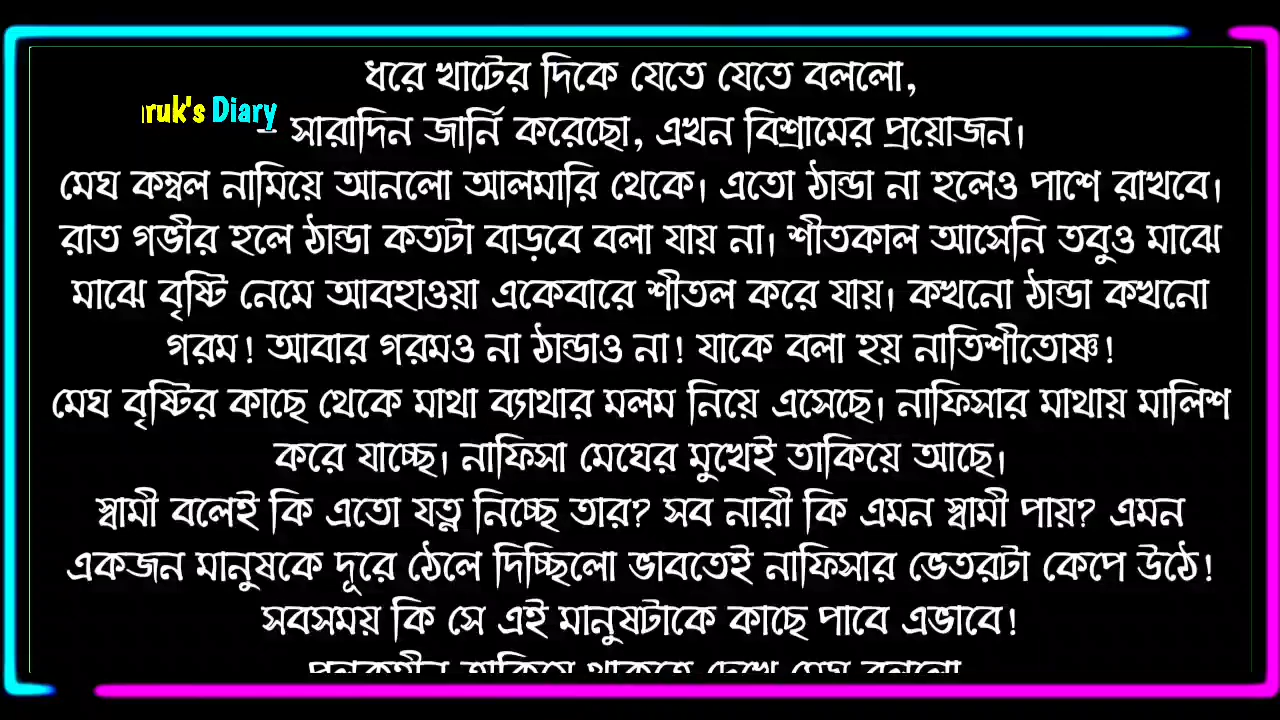 ধরে খাটের দিকে যেতে যেতে বললো,
ruk's Diary
- সারাদিন জার্নি করেছো, এখন বিশ্রামের প্রয়োজন।
মেঘ কম্বল নামিয়ে আনলো আলমারি থেকে। এতো ঠান্ডা না হলেও পাশে রাখবে।
রাত গভীর হলে ঠান্ডা কতটা বাড়বে বলা যায় না। শীতকাল আসেনি তবুও মাঝে
মাঝে বৃষ্টি নেমে আবহাওয়া একেবারে শীতল করে যায়। কখনো ঠান্ডা কখনো
গরম! আবার গরমও না ঠান্ডাও না! যাকে বলা হয় নাতিশীতোষ্ণ!
মেঘ বৃষ্টির কাছে থেকে মাথা ব্যাথার মলম নিয়ে এসেছে। নাফিসার মাথায় মালিশ
করে যাচ্ছে। নাফিসা মেঘের মুখেই তাকিয়ে আছে।
স্বামী বলেই কি এতো যত্ন নিচ্ছে তার? সব নারী কি এমন স্বামী পায়? এমন
একজন মানুষকে দূরে ঠেলে দিচ্ছিলো ভাবতেই নাফিসার ভেতরটা কেপে উঠে!
সবসময় কি সে এই মানুষটাকে কাছে পাবে এভাবে!